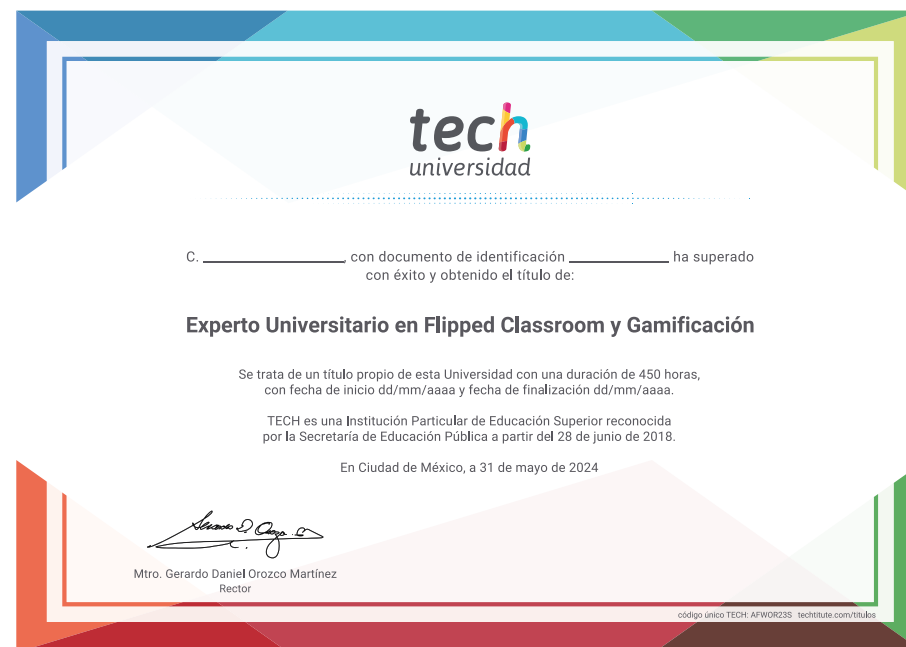 tech
universidad
C. ____________, con documento de identificación ____________ ha superado
con éxito y obtenido el título de:
Experto Universitario en Flipped Classroom y Gamificación
Se trata de un título propio de esta Universidad con una duración de 450 horas,
con fecha de inicio dd/mm/aaaa y fecha de finalización dd/mm/aaaa.
TECH es una Institución Particular de Educación Superior reconocida
por la Secretaría de Educación Pública a partir del 28 de junio de 2018.
En Ciudad de México, a 31 de mayo de 2024
Mtro. Gerardo Daniel Orozco Martínez
Rector
código único TECH: AFWOR23S techtitute.com/titulos